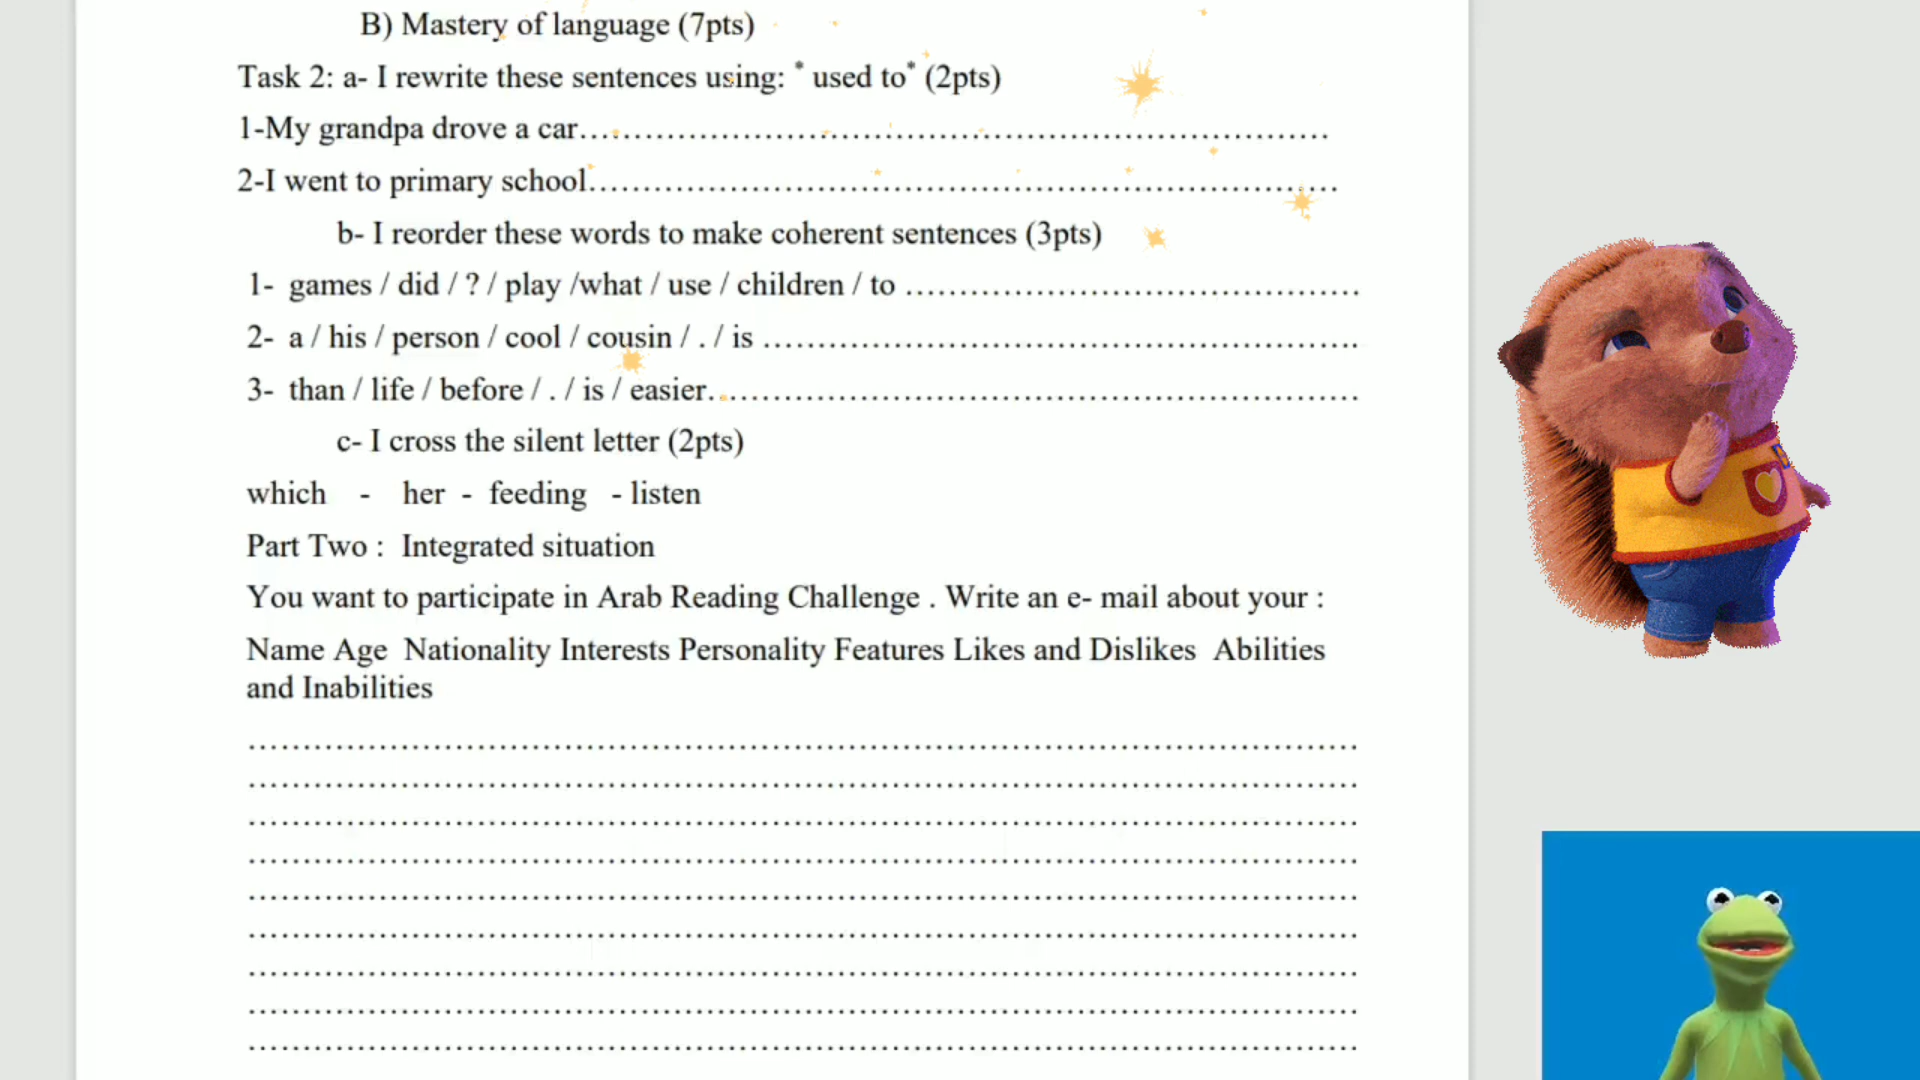 B) Mastery of language (7pts)
Task 2: a- I rewrite these sentences using: * used to* (2pts)
1-My grandpa drove a car................................................................................
2-I went to primary school................................................................................
b- I reorder these words to make coherent sentences (3pts)
1- games / did / ? / play /what / use / children / to ..................................................
2- a / his / person / cool / cousin / . / is ..................................................................
3- than / life / before / . / is / easier........................................................................
c- I cross the silent letter (2pts)
which - her - feeding - listen
Part Two : Integrated situation
You want to participate in Arab Reading Challenge . Write an e- mail about your :
Name Age Nationality Interests Personality Features Likes and Dislikes Abilities
and Inabilities